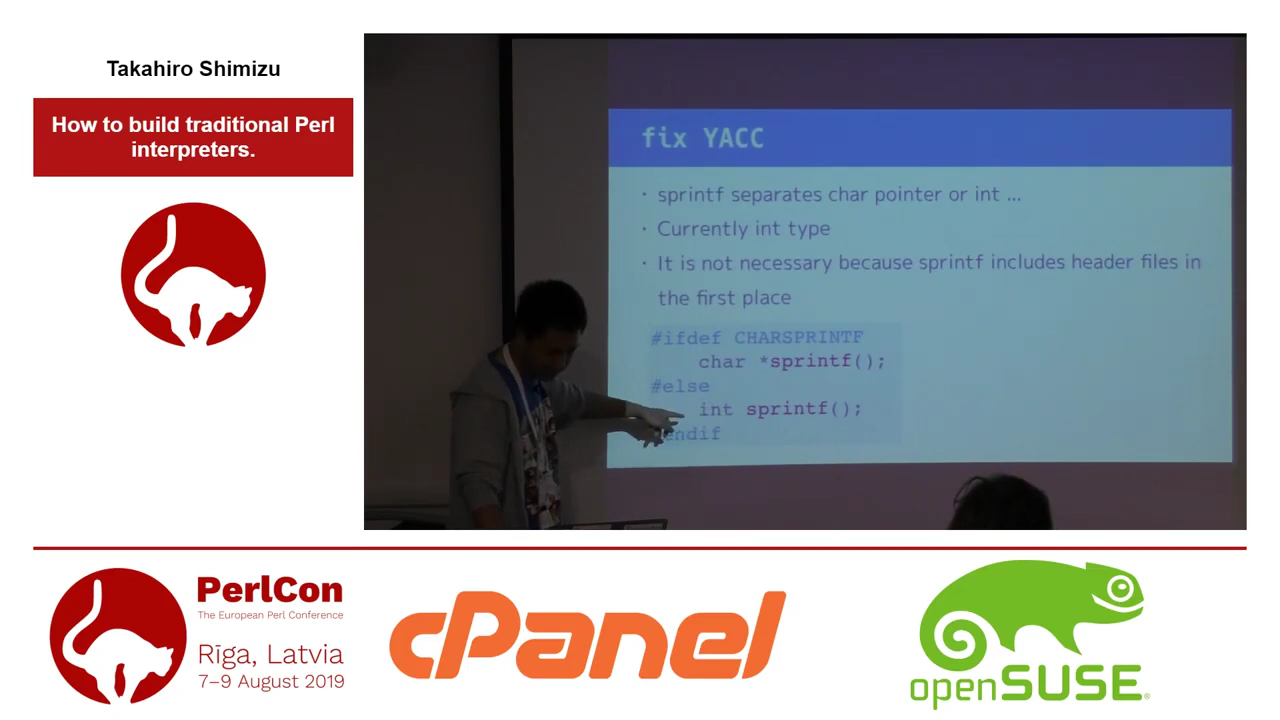 Takahiro Shimizu
How to build traditional Perl
interpreters.
fix YACC
· sprintf separates char pointer or int ...
· Currently int type
· It is not necessary because sprintf includes header files in
the first place
#ifdef CHARSPRINTF
char *sprintf();
#else
int sprintf();
endif
PerlCon
The European Perl Conference
Rīga, Latvia
7–9 August 2019
cPanel
openSUSE